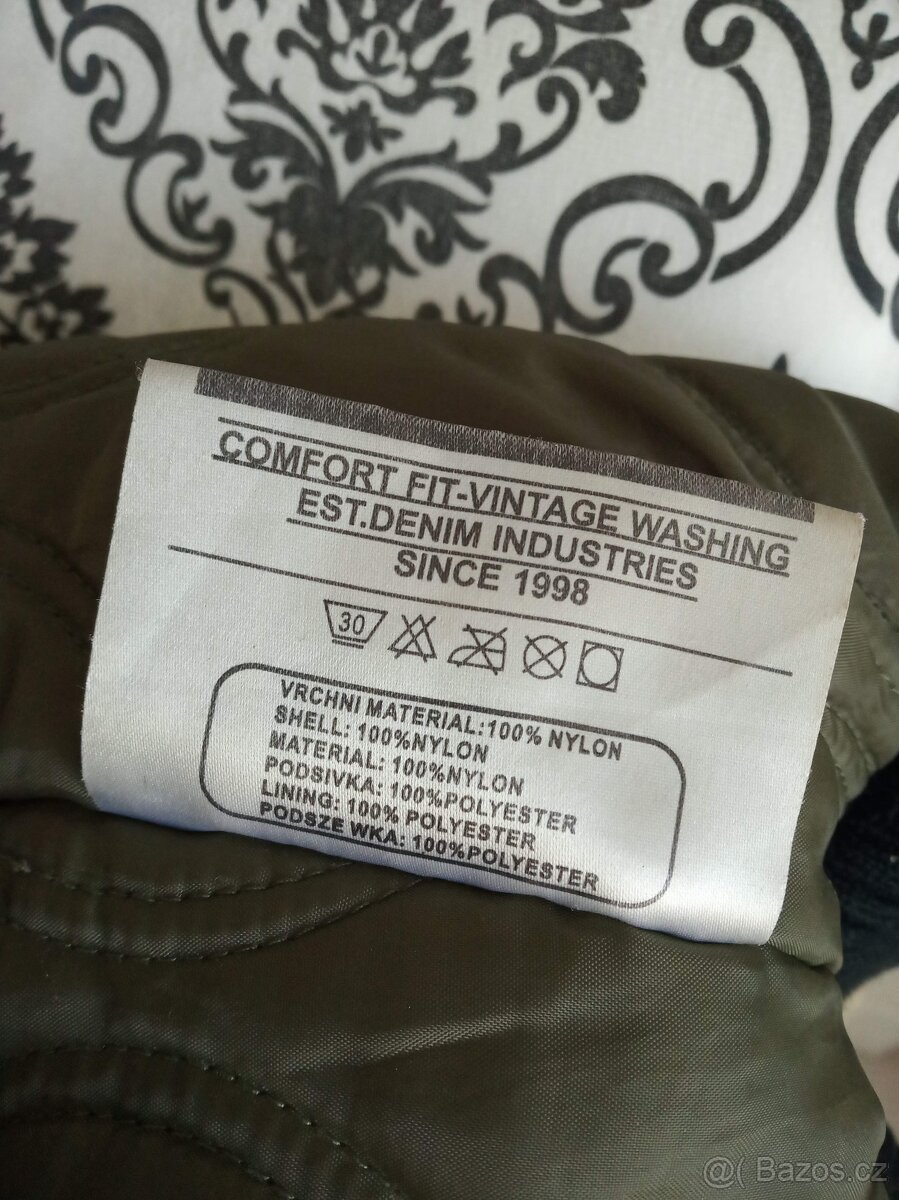 COMFORT FIT-VINTAGE WASHING
EST.DENIM INDUSTRIES
SINCE 1998
30
VRCHNI MATERIAL:100% NYLON
SHELL: 100%NYLON
MATERIAL: 100%NYLON
PODSIVKA: 100%POLYESTER
LINING: 100% POLYESTER
PODSZE WKA: 100%POLYESTER
@( Bazos.cz